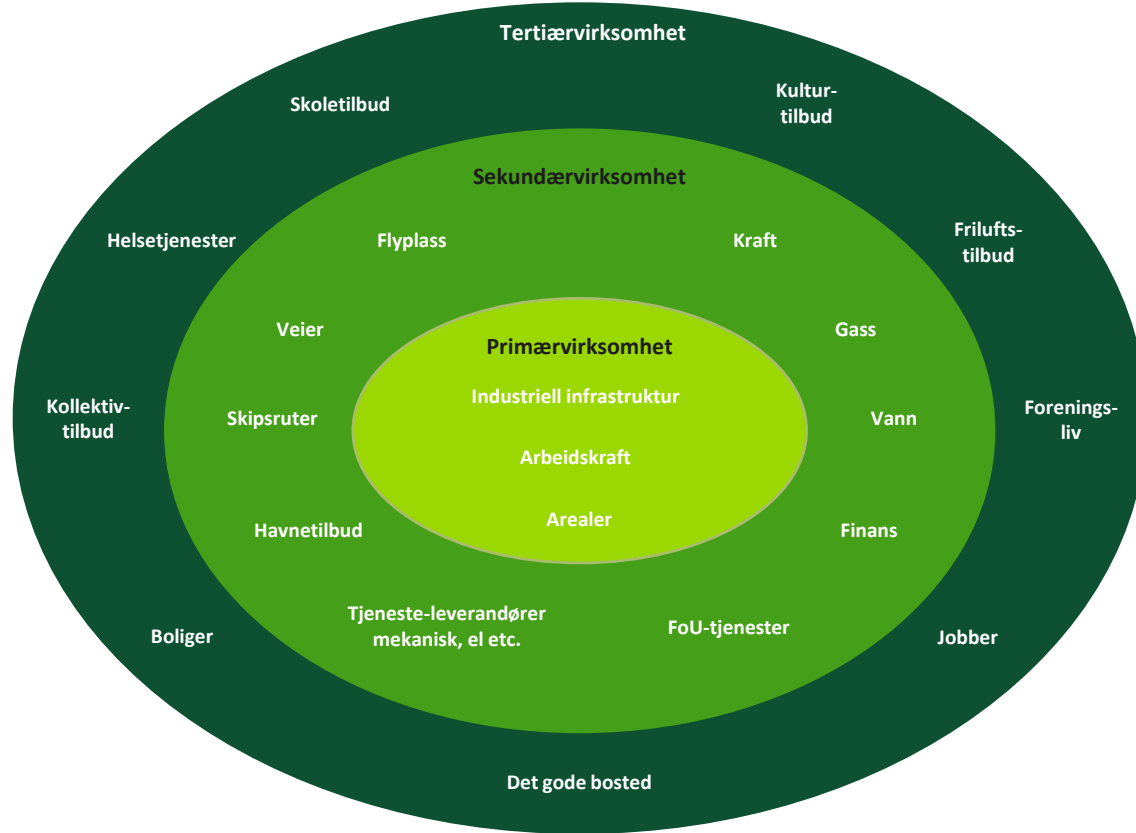 Tertiærvirksomhet
Skoletilbud
Kultur-
tilbud
Sekundærvirksomhet
Helsetjenester
Flyplass
Kraft
Frilufts-
tilbud
Veier
Gass
Primærvirksomhet
Industriell infrastruktur
Kollektiv-
tilbud
Skipsruter
Vann
Forenings-
liv
Arbeidskraft
Arealer
Havnetilbud
Finans
Tjeneste-leverandører
mekanisk, el etc.
FoU-tjenester
Boliger
Jobber
Det gode bosted